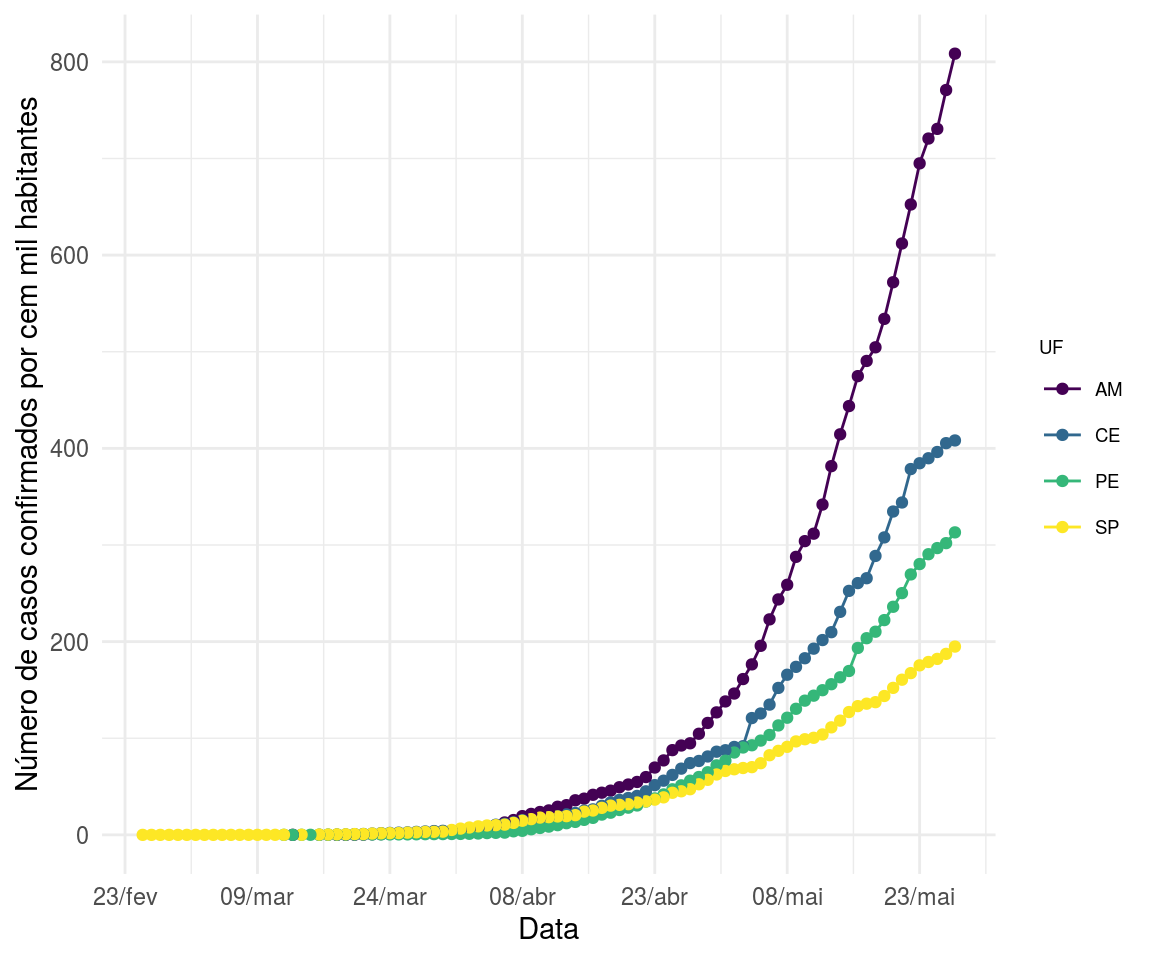 Número de casos confirmados por cem mil habitantes
800
600
400
200
0
23/fev
09/mar
24/mar
08/abr
23/abr
08/mai
23/mai
Data
UF
AM
CE
PE
SP